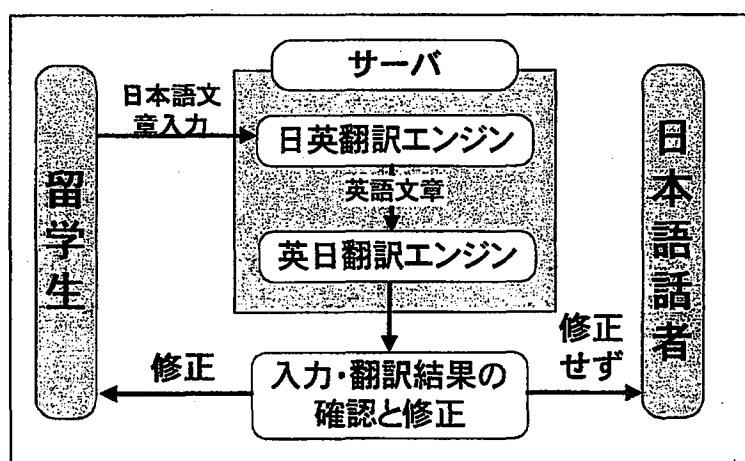 サーバ
日本語文
章入力
日英翻訳エンジン
英語文章
英日翻訳エンジン
留学生
日本語話者
修正
入力・翻訳結果の
確認と修正
修正
せず